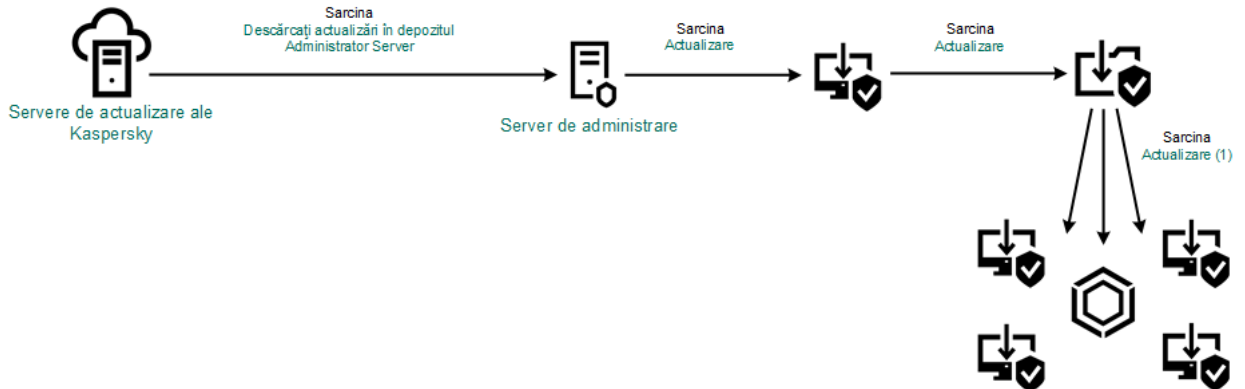 Sarcina
Descărcați actualizări în depozitul
Administrator Server
Servere de actualizare ale
Kaspersky
Sarcina
Actualizare
Server de administrare
Sarcina
Actualizare
Sarcina
Actualizare (1)